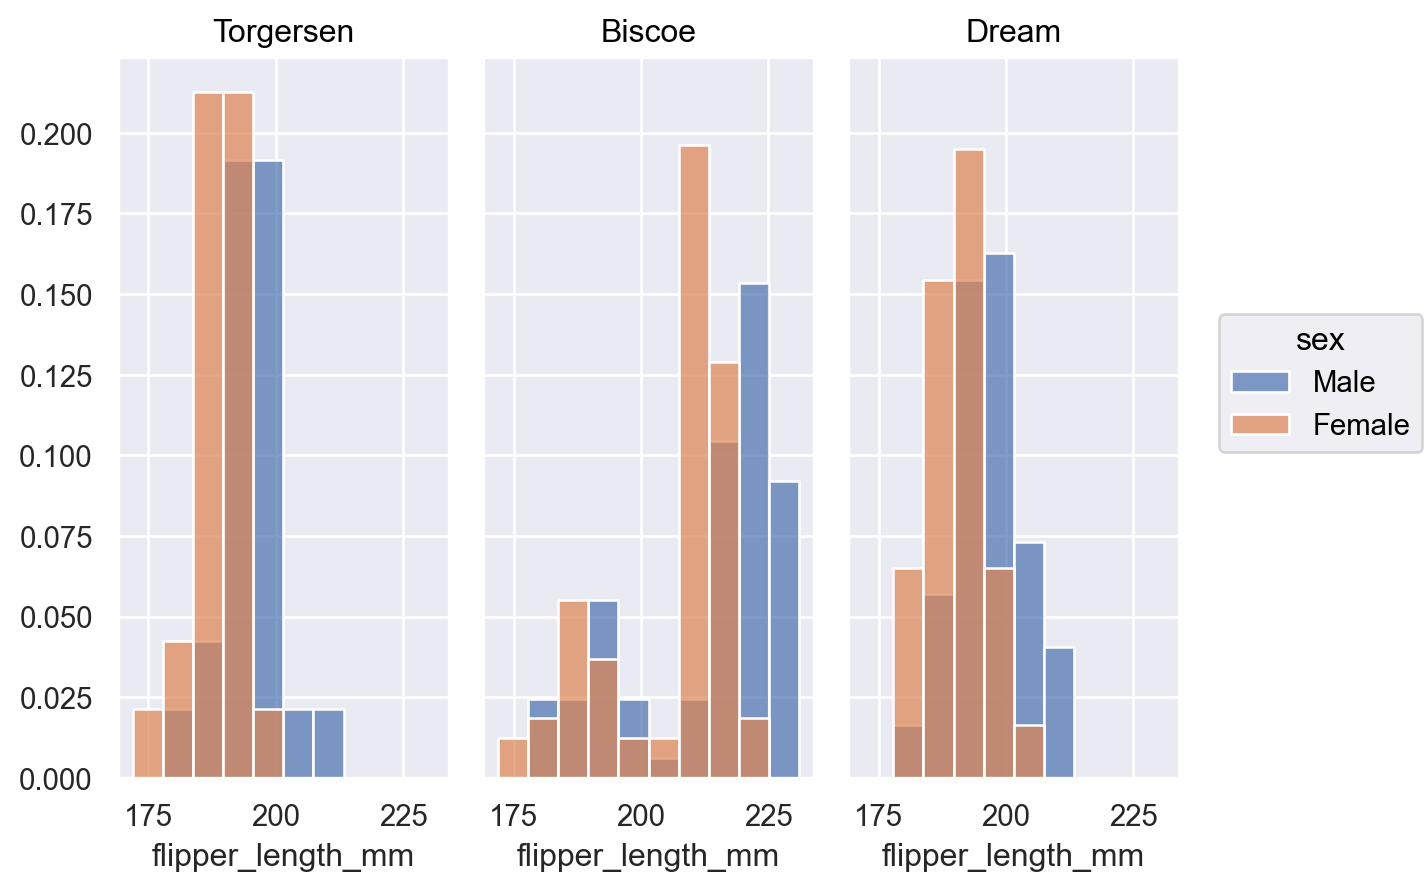 Torgersen
Biscoe
Dream
0.200
0.175
0.150
0.125
0.100
0.075
0.050
0.025
0.000
175 200 225
175 200 225
175 200 225
flipper_length_mm
flipper_length_mm
flipper_length_mm
sex
Male
Female